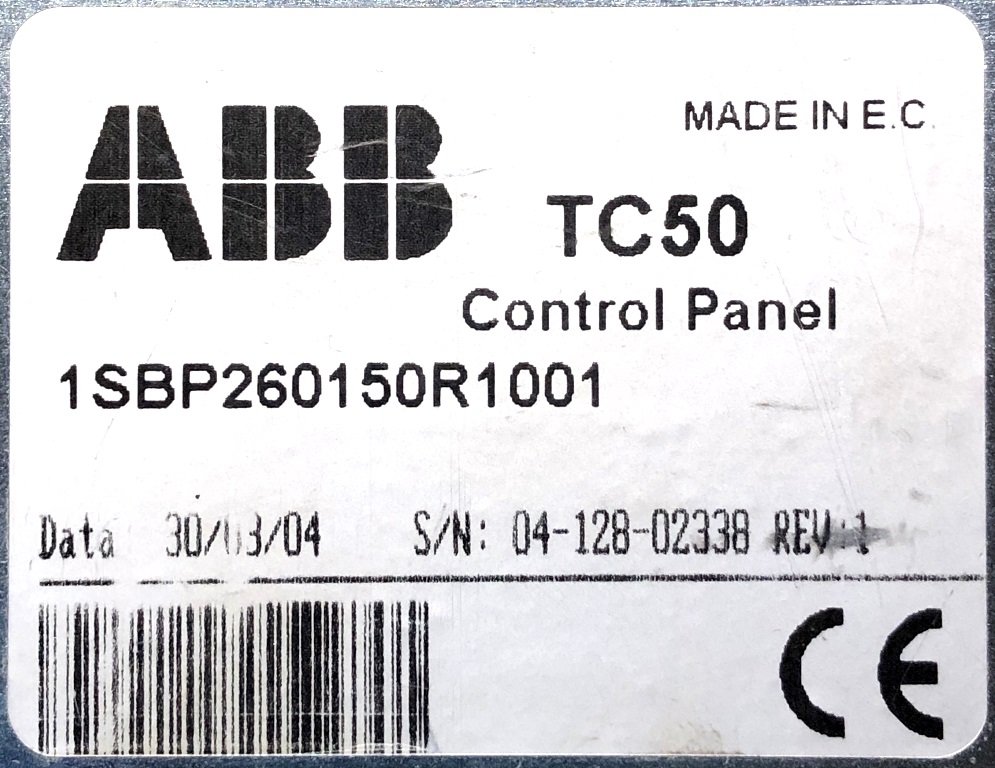 ABB
MADE IN E.C.
TC50
Control Panel
1SBP260150R1001
Data 30/03/04 S/N: 04-128-02338 REV:1
CE